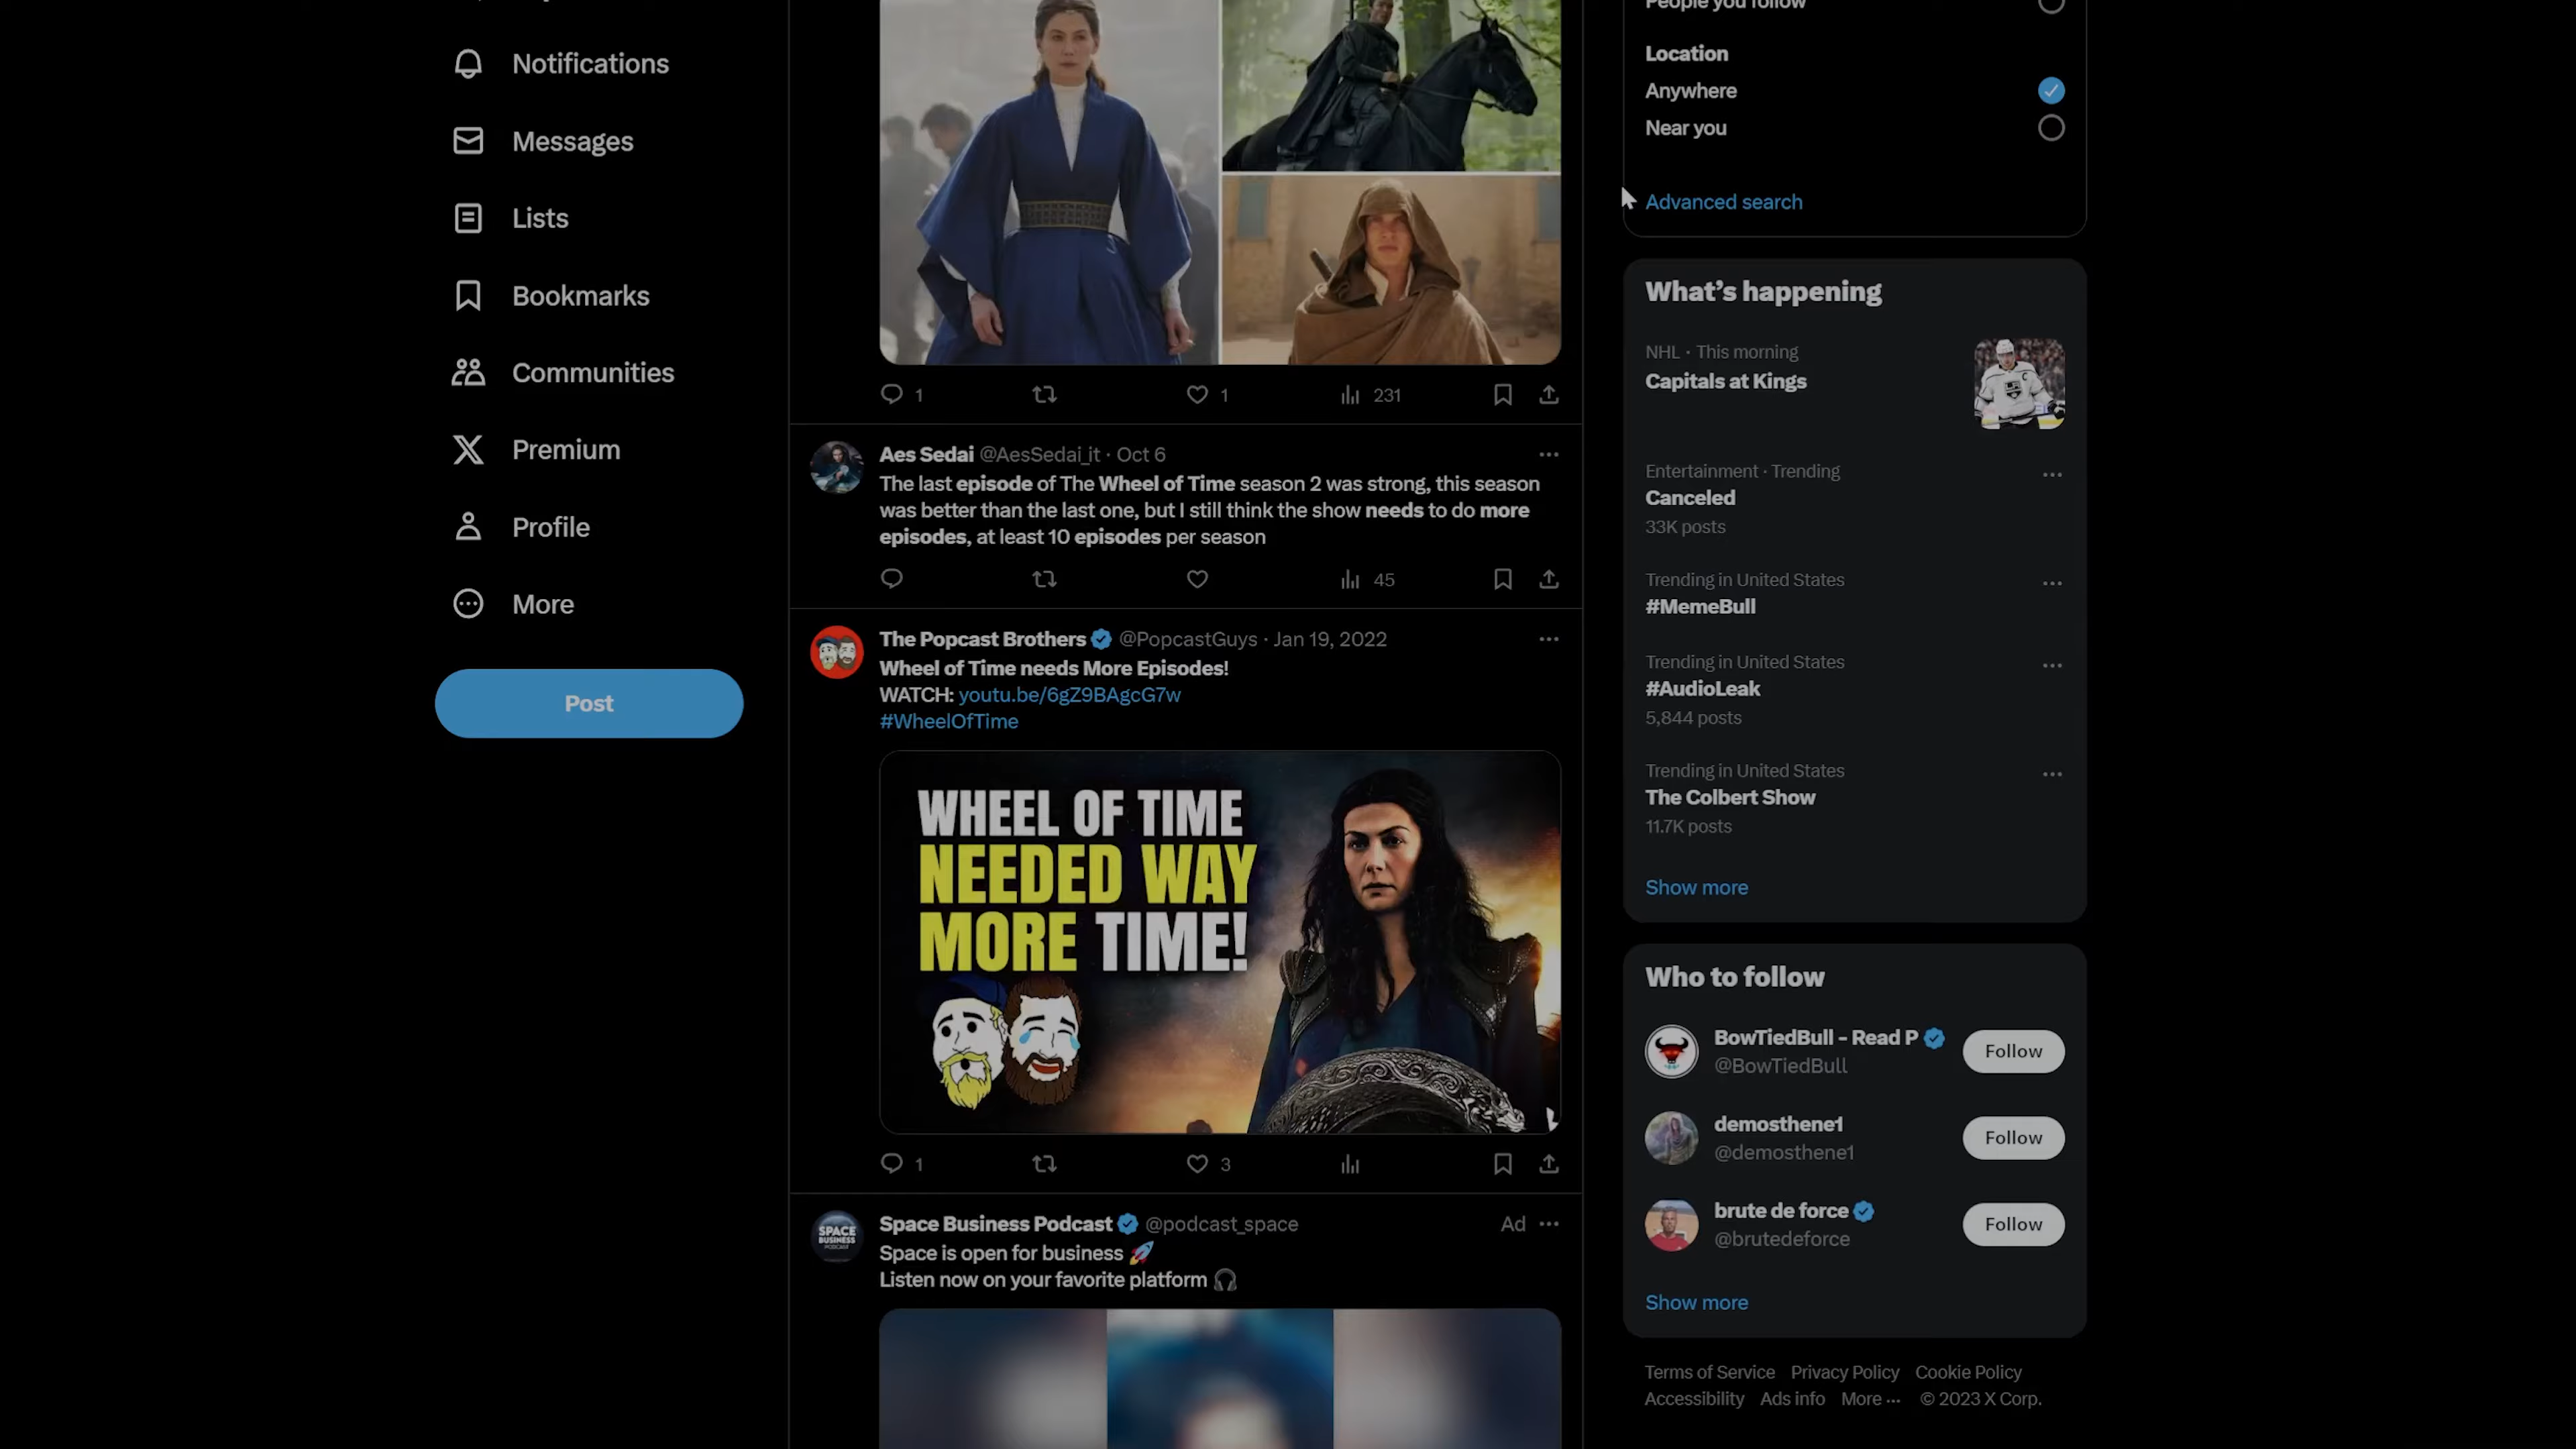 Notifications
Messages
Lists
Bookmarks
Communities
Premium
Profile
More
Post
1
1
231
Aes Sedai @AesSedai_it · Oct 6
The last episode of The Wheel of Time season 2 was strong, this season
was better than the last one, but I still think the show needs to do more
episodes, at least 10 episodes per season
45
The Popcast Brothers @PopcastGuys · Jan 19, 2022
Wheel of Time needs More Episodes!
WATCH: youtu.be/6gZ9BAgcG7w
#WheelOfTime
WHEEL OF TIME
NEEDED WAY
MORE TIME!
1
3
SPACE
BUSINESS
PODCAST
Space Business Podcast @podcast_space
Ad
Space is open for business 🚀
Listen now on your favorite platform 🎧
People you follow
Location
Anywhere
Near you
Advanced search
What's happening
NHL · This morning
Capitals at Kings
Entertainment · Trending
Canceled
33K posts
Trending in United States
#MemeBull
Trending in United States
#AudioLeak
5,844 posts
Trending in United States
The Colbert Show
11.7K posts
Show more
Who to follow
BowTiedBull - Read P
@BowTiedBull
Follow
demosthene1
@demosthene1
Follow
brute de force
@brutedeforce
Follow
Show more
Terms of Service Privacy Policy Cookie Policy
Accessibility Ads info More ··· © 2023 X Corp.